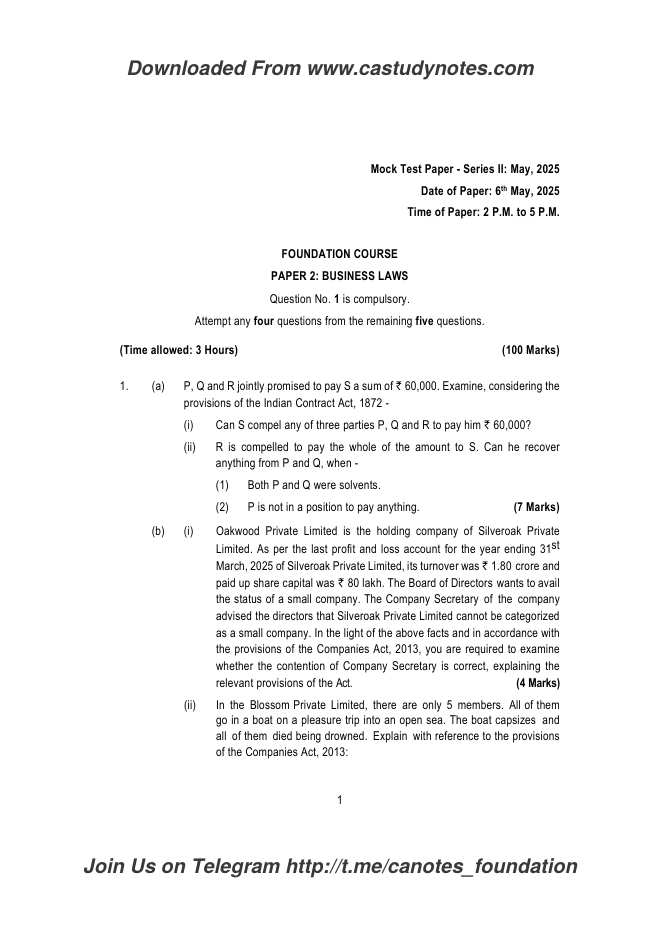 Downloaded From www.castudynotes.com
Mock Test Paper - Series II: May, 2025
Date of Paper: 6th May, 2025
Time of Paper: 2 P.M. to 5 P.M.
FOUNDATION COURSE
PAPER 2: BUSINESS LAWS
Question No. 1 is compulsory.
Attempt any four questions from the remaining five questions.
(Time allowed: 3 Hours) (100 Marks)
1. (a) P, Q and R jointly promised to pay S a sum of ₹ 60,000. Examine, considering the
provisions of the Indian Contract Act, 1872 -
(i) Can S compel any of three parties P, Q and R to pay him ₹ 60,000?
(ii) R is compelled to pay the whole of the amount to S. Can he recover
anything from P and Q, when -
(1) Both P and Q were solvents.
(2) P is not in a position to pay anything. (7 Marks)
(b) (i) Oakwood Private Limited is the holding company of Silveroak Private
Limited. As per the last profit and loss account for the year ending 31st
March, 2025 of Silveroak Private Limited, its turnover was ₹ 1.80 crore and
paid up share capital was ₹ 80 lakh. The Board of Directors wants to avail
the status of a small company. The Company Secretary of the company
advised the directors that Silveroak Private Limited cannot be categorized
as a small company. In the light of the above facts and in accordance with
the provisions of the Companies Act, 2013, you are required to examine
whether the contention of Company Secretary is correct, explaining the
relevant provisions of the Act. (4 Marks)
(ii) In the Blossom Private Limited, there are only 5 members. All of them
go in a boat on a pleasure trip into an open sea. The boat capsizes and
all of them died being drowned. Explain with reference to the provisions
of the Companies Act, 2013:
1
Join Us on Telegram http://t.me/canotes_foundation